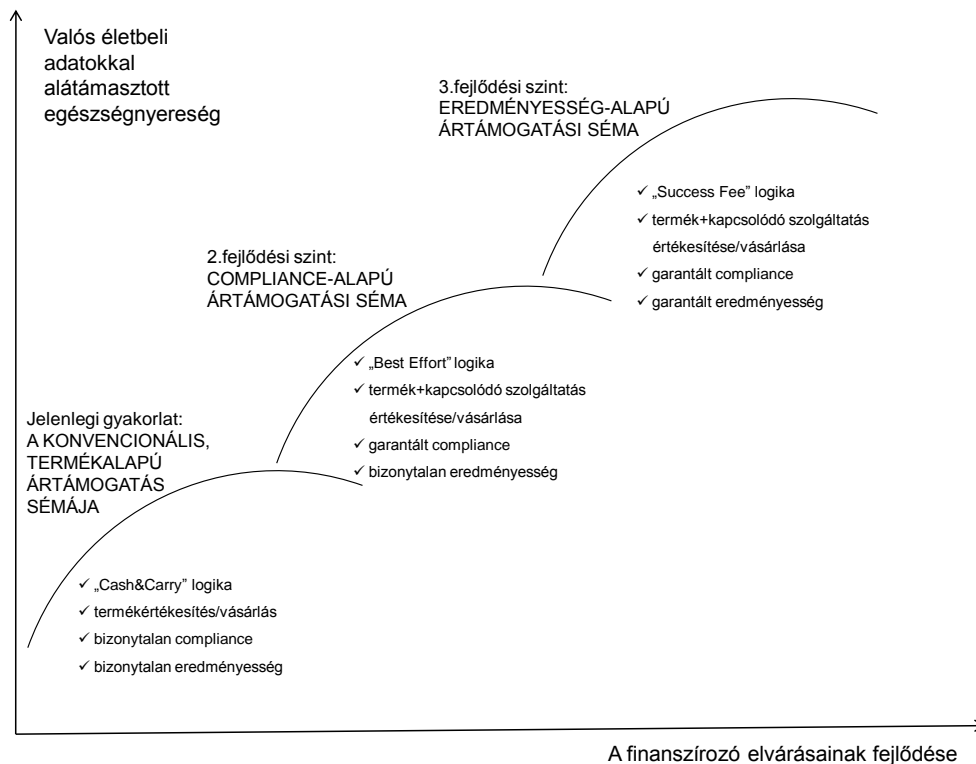 Valós életbeli
adatokkal
alátámasztott
egészségnyereség
3.fejlődési szint:
EREDMÉNYESSÉG-ALAPÚ
ÁRTÁMOGATÁSI SÉMA
✓ „Success Fee" logika
✓ termék+kapcsolódó szolgáltatás
értékesítése/vásárlása
✓ garantált compliance
✓ garantált eredményesség
2.fejlődési szint:
COMPLIANCE-ALAPÚ
ÁRTÁMOGATÁSI SÉMA
✓ „Best Effort" logika
✓ termék+kapcsolódó szolgáltatás
értékesítése/vásárlása
✓ garantált compliance
✓ bizonytalan eredményesség
Jelenlegi gyakorlat:
A KONVENCIONÁLIS,
TERMÉKALAPÚ
ÁRTÁMOGATÁS
SÉMÁJA
✓ „Cash&Carry" logika
✓ termékértékesítés/vásárlás
✓ bizonytalan compliance
✓ bizonytalan eredményesség
A finanszírozó elvárásainak fejlődése